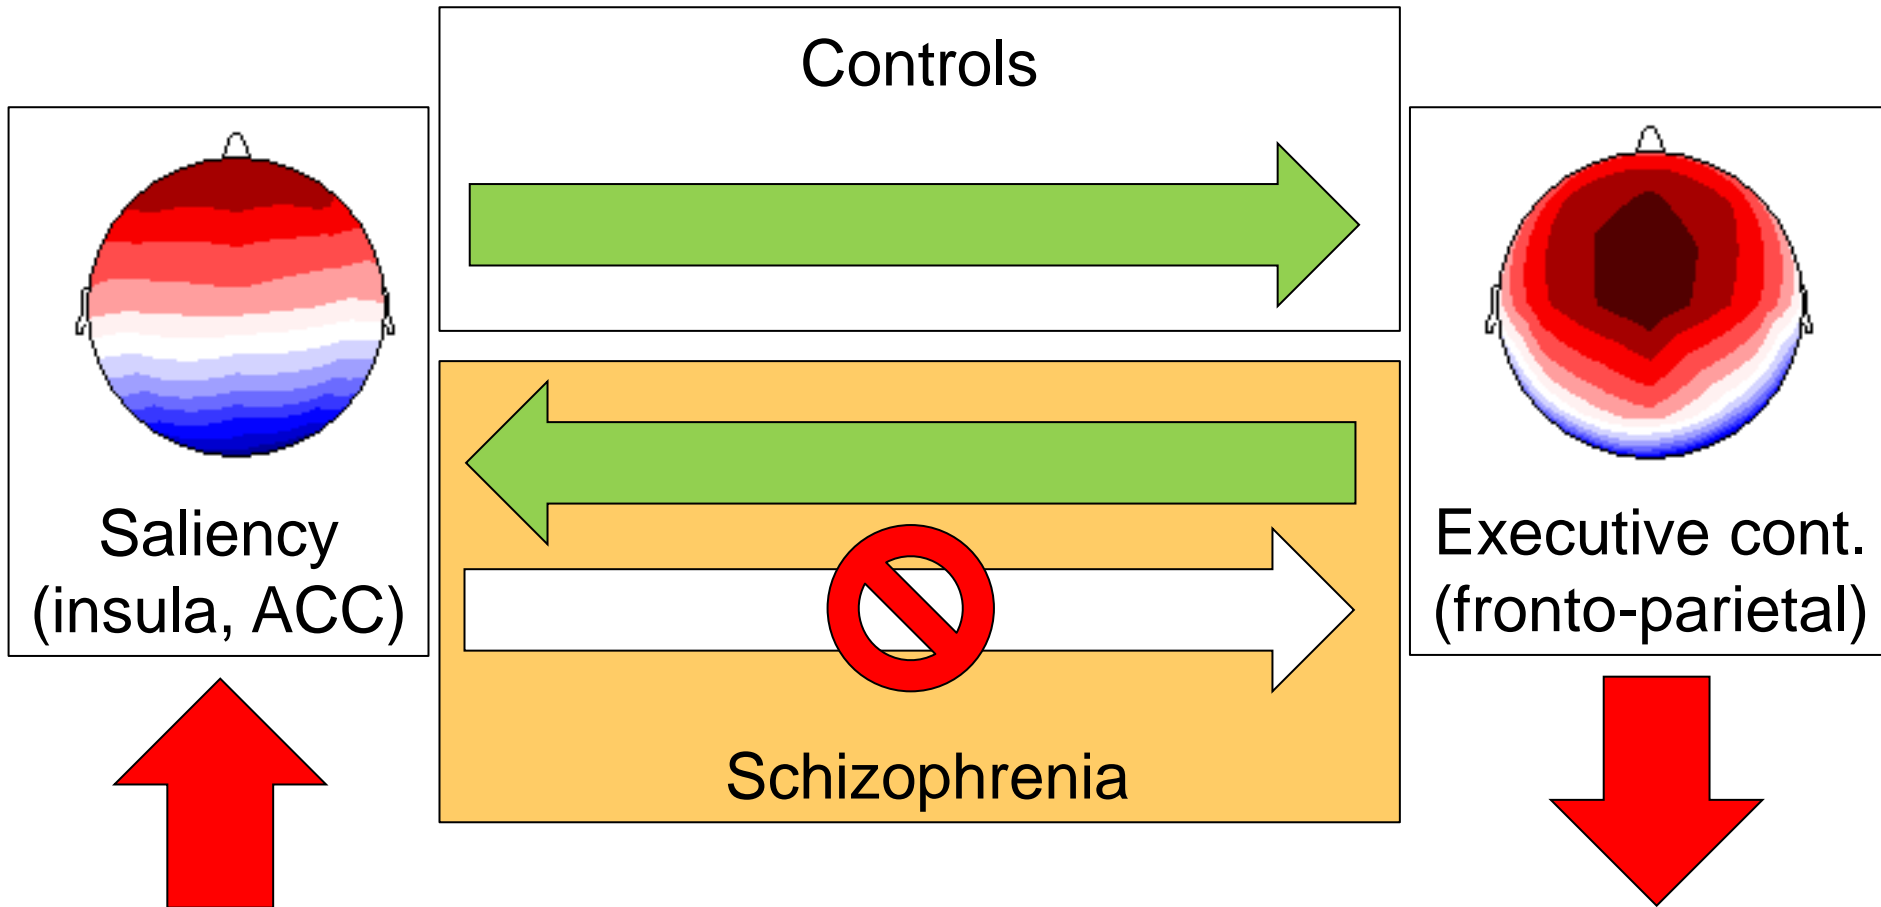 Controls
Saliency
(insula, ACC)
Executive cont.
(fronto-parietal)
Schizophrenia